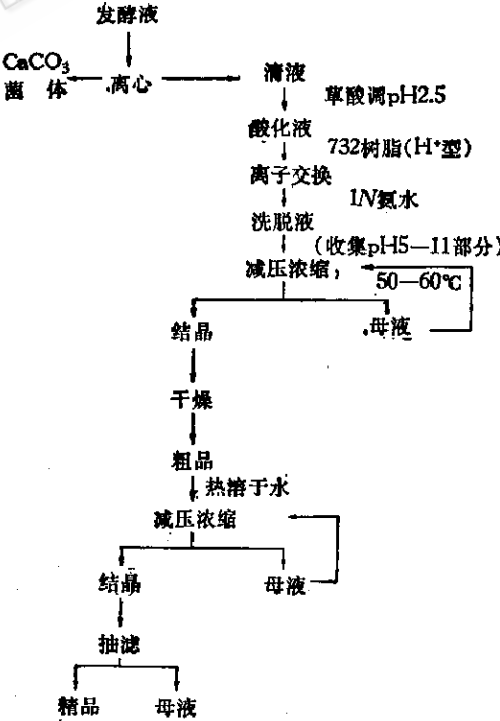 发酵液
CaCO₃
菌 体
离心
清液
草酸调pH2.5
酸化液
732树脂(H⁺型)
离子交换
1N氨水
洗脱液
(收集pH5—11部分)
减压浓缩
50—60℃
结晶
母液
干燥
粗品
热溶于水
减压浓缩
结晶
母液
抽滤
精品
母液